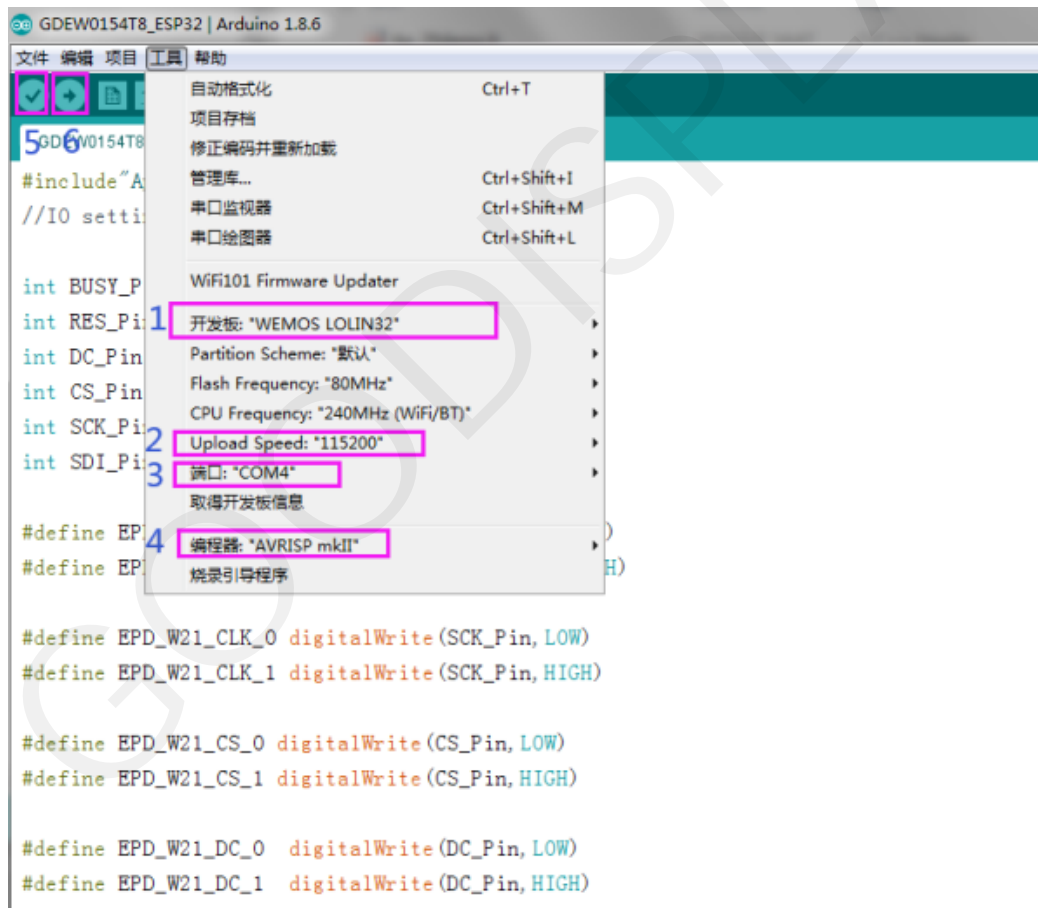 GDEW0154T8_ESP32 | Arduino 1.8.6
文件 编辑 项目 工具 帮助
自动格式化 Ctrl+T
项目存档
5 6 GDEW0154T8
修正编码并重新加载
#include"A
管理库... Ctrl+Shift+I
//IO setti
串口监视器 Ctrl+Shift+M
串口绘图器 Ctrl+Shift+L
int BUSY_P
WiFi101 Firmware Updater
int RES_Pi
1 开发板: "WEMOS LOLIN32"
int DC_Pin
Partition Scheme: "默认"
int CS_Pin
Flash Frequency: "80MHz"
CPU Frequency: "240MHz (WiFi/BT)"
int SCK_Pi
2 Upload Speed: "115200"
int SDI_Pi
3 端口: "COM4"
取得开发板信息
#define EP )
4 编程器: "AVRISP mkII"
#define EP H)
烧录引导程序
#define EPD_W21_CLK_0 digitalWrite(SCK_Pin,LOW)
#define EPD_W21_CLK_1 digitalWrite(SCK_Pin,HIGH)
#define EPD_W21_CS_0 digitalWrite(CS_Pin,LOW)
#define EPD_W21_CS_1 digitalWrite(CS_Pin,HIGH)
#define EPD_W21_DC_0 digitalWrite(DC_Pin,LOW)
#define EPD_W21_DC_1 digitalWrite(DC_Pin,HIGH)
GOODISPLA